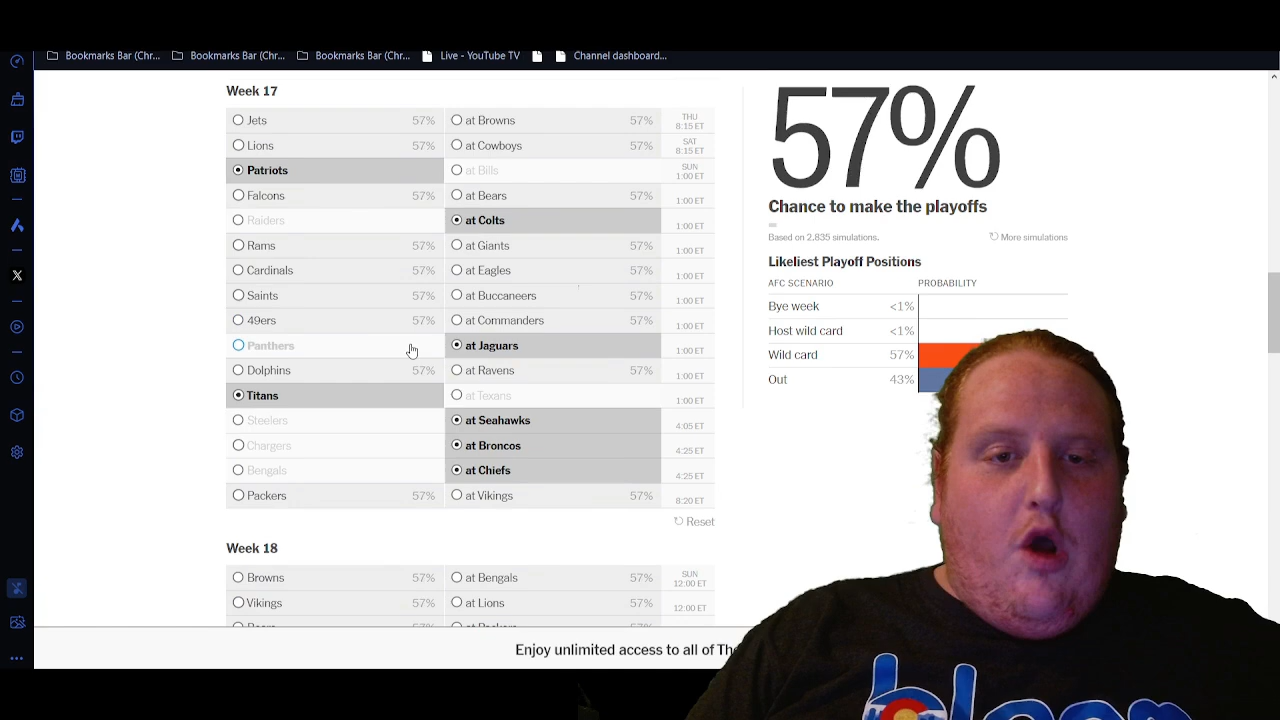 Bookmarks Bar (Chr... Bookmarks Bar (Chr... Bookmarks Bar (Chr... Live - YouTube TV Channel dashboard...
Week 17
Jets 57% at Browns 57% THU 8:15 ET
Lions 57% at Cowboys 57% SAT 8:15 ET
Patriots at Bills SUN 1:00 ET
Falcons 57% at Bears 57% 1:00 ET
Raiders at Colts 1:00 ET
Rams 57% at Giants 57% 1:00 ET
Cardinals 57% at Eagles 57% 1:00 ET
Saints 57% at Buccaneers 57% 1:00 ET
49ers 57% at Commanders 57% 1:00 ET
Panthers at Jaguars 1:00 ET
Dolphins 57% at Ravens 57% 1:00 ET
Titans at Texans 1:00 ET
Steelers at Seahawks 4:05 ET
Chargers at Broncos 4:25 ET
Bengals at Chiefs 4:25 ET
Packers 57% at Vikings 57% 8:20 ET
Reset
Week 18
Browns 57% at Bengals 57% SUN 12:00 ET
Vikings 57% at Lions 57% 12:00 ET
57%
Chance to make the playoffs
Based on 2,835 simulations. More simulations
Likeliest Playoff Positions
AFC SCENARIO PROBABILITY
Bye week <1%
Host wild card <1%
Wild card 57%
Out 43%
Enjoy unlimited access to all of